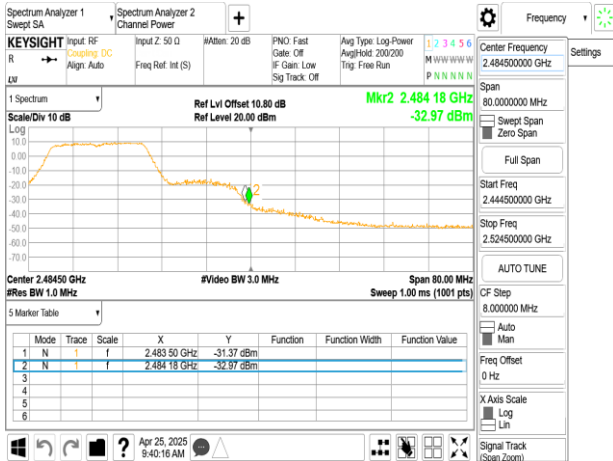 Spectrum Analyzer 1
Swept SA
Spectrum Analyzer 2
Channel Power
+
Frequency
Settings
KEYSIGHT
R
Input: RF
Coupling: DC
Align: Auto
Input Z: 50 Ω
Freq Ref: Int (S)
#Atten: 20 dB
PNO: Fast
Gate: Off
IF Gain: Low
Sig Track: Off
Avg Type: Log-Power
Avg|Hold: 200/200
Trig: Free Run
1 2 3 4 5 6
M W W W W W
P N N N N N
1 Spectrum
Scale/Div 10 dB
Log
Ref Lvl Offset 10.80 dB
Ref Level 20.00 dBm
Mkr2 2.484 18 GHz
-32.97 dBm
10.0
0.00
-10.0
-20.0
-30.0
-40.0
-50.0
-60.0
-70.0
2
Center 2.48450 GHz
#Res BW 1.0 MHz
#Video BW 3.0 MHz
Span 80.00 MHz
Sweep 1.00 ms (1001 pts)
5 Marker Table
Mode Trace Scale X Y Function Function Width Function Value
1 N 1 f 2.483 50 GHz -31.37 dBm
2 N 1 f 2.484 18 GHz -32.97 dBm
3
4
5
6
Center Frequency
2.484500000 GHz
Span
80.0000000 MHz
Swept Span
Zero Span
Full Span
Start Freq
2.444500000 GHz
Stop Freq
2.524500000 GHz
AUTO TUNE
CF Step
8.000000 MHz
Auto
Man
Freq Offset
0 Hz
X Axis Scale
Log
Lin
Signal Track
(Span Zoom)
?
Apr 25, 2025
9:40:16 AM